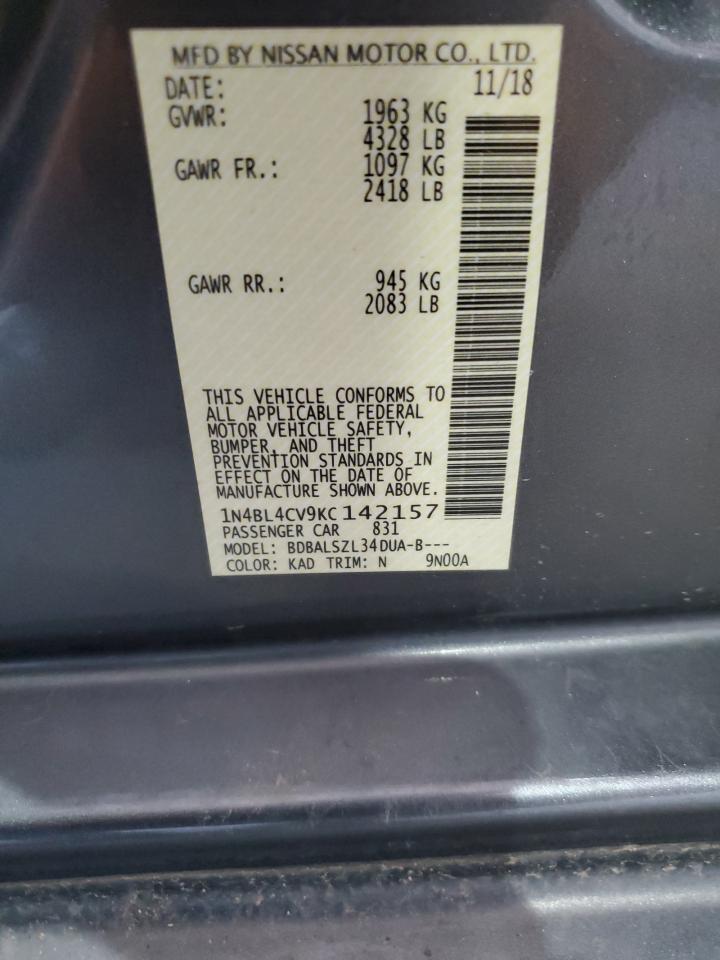 MFD BY NISSAN MOTOR CO., LTD.
DATE: 11/18
GVWR: 1963 KG
4328 LB
GAWR FR.: 1097 KG
2418 LB
GAWR RR.: 945 KG
2083 LB
THIS VEHICLE CONFORMS TO
ALL APPLICABLE FEDERAL
MOTOR VEHICLE SAFETY,
BUMPER, AND THEFT
PREVENTION STANDARDS IN
EFFECT ON THE DATE OF
MANUFACTURE SHOWN ABOVE.
1N4BL4CV9KC142157
PASSENGER CAR 831
MODEL: BDBALSZL34DUA-B---
COLOR: KAD TRIM: N 9N00A